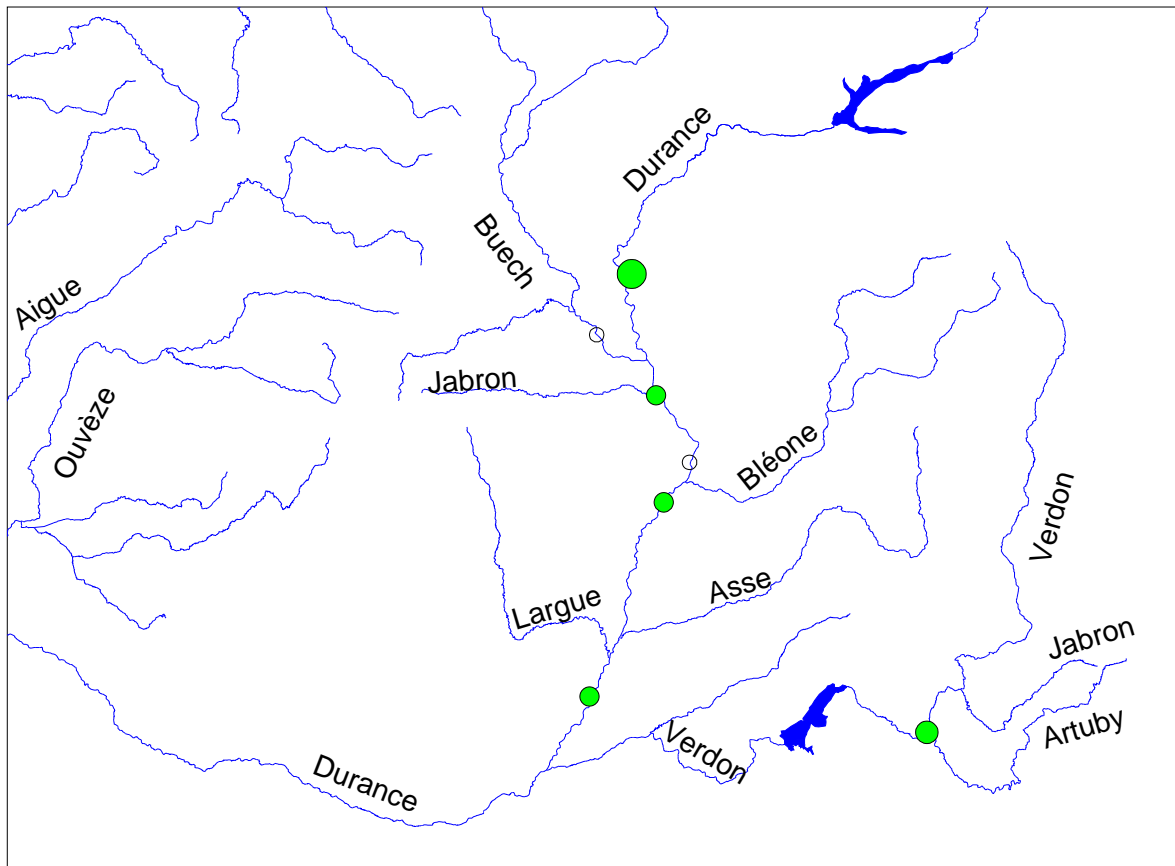 Durance
Buech
Aigue
Jabron
Ouvèze
Bléone
Verdon
Asse
Largue
Jabron
Artuby
Verdon
Durance